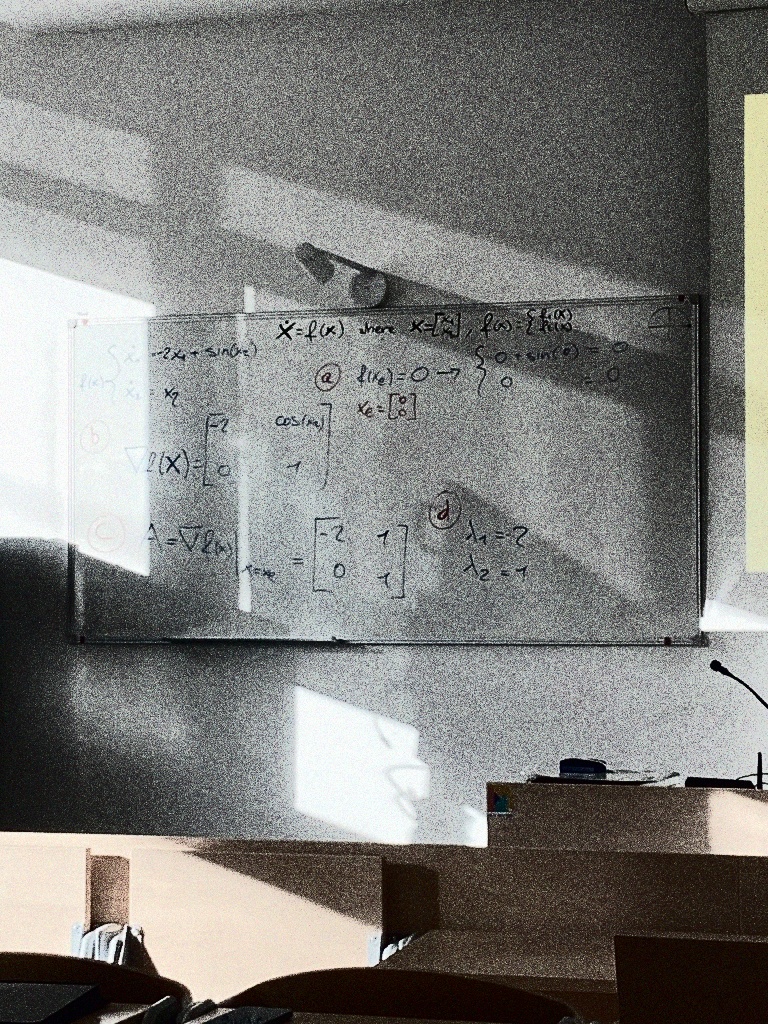 ẋ = f(x) where x = [x₁ x₂], f(x) = { f₁(x) f₂(x)
f(x) { ẋ₁ = -2x₁ + sin(x₂)
ẋ₂ = x₂
(a) f(xₑ) = 0 → { 0 + sin(0) = 0
0 = 0
xₑ = [0 0]
(b) ∇f(x) = [ -2 cos(x₂)
0 1 ]
(c) A = ∇f(x) |ₓ₌ₓₑ = [ -2 1
0 1 ]
(d) λ₁ = 2
λ₂ = 1